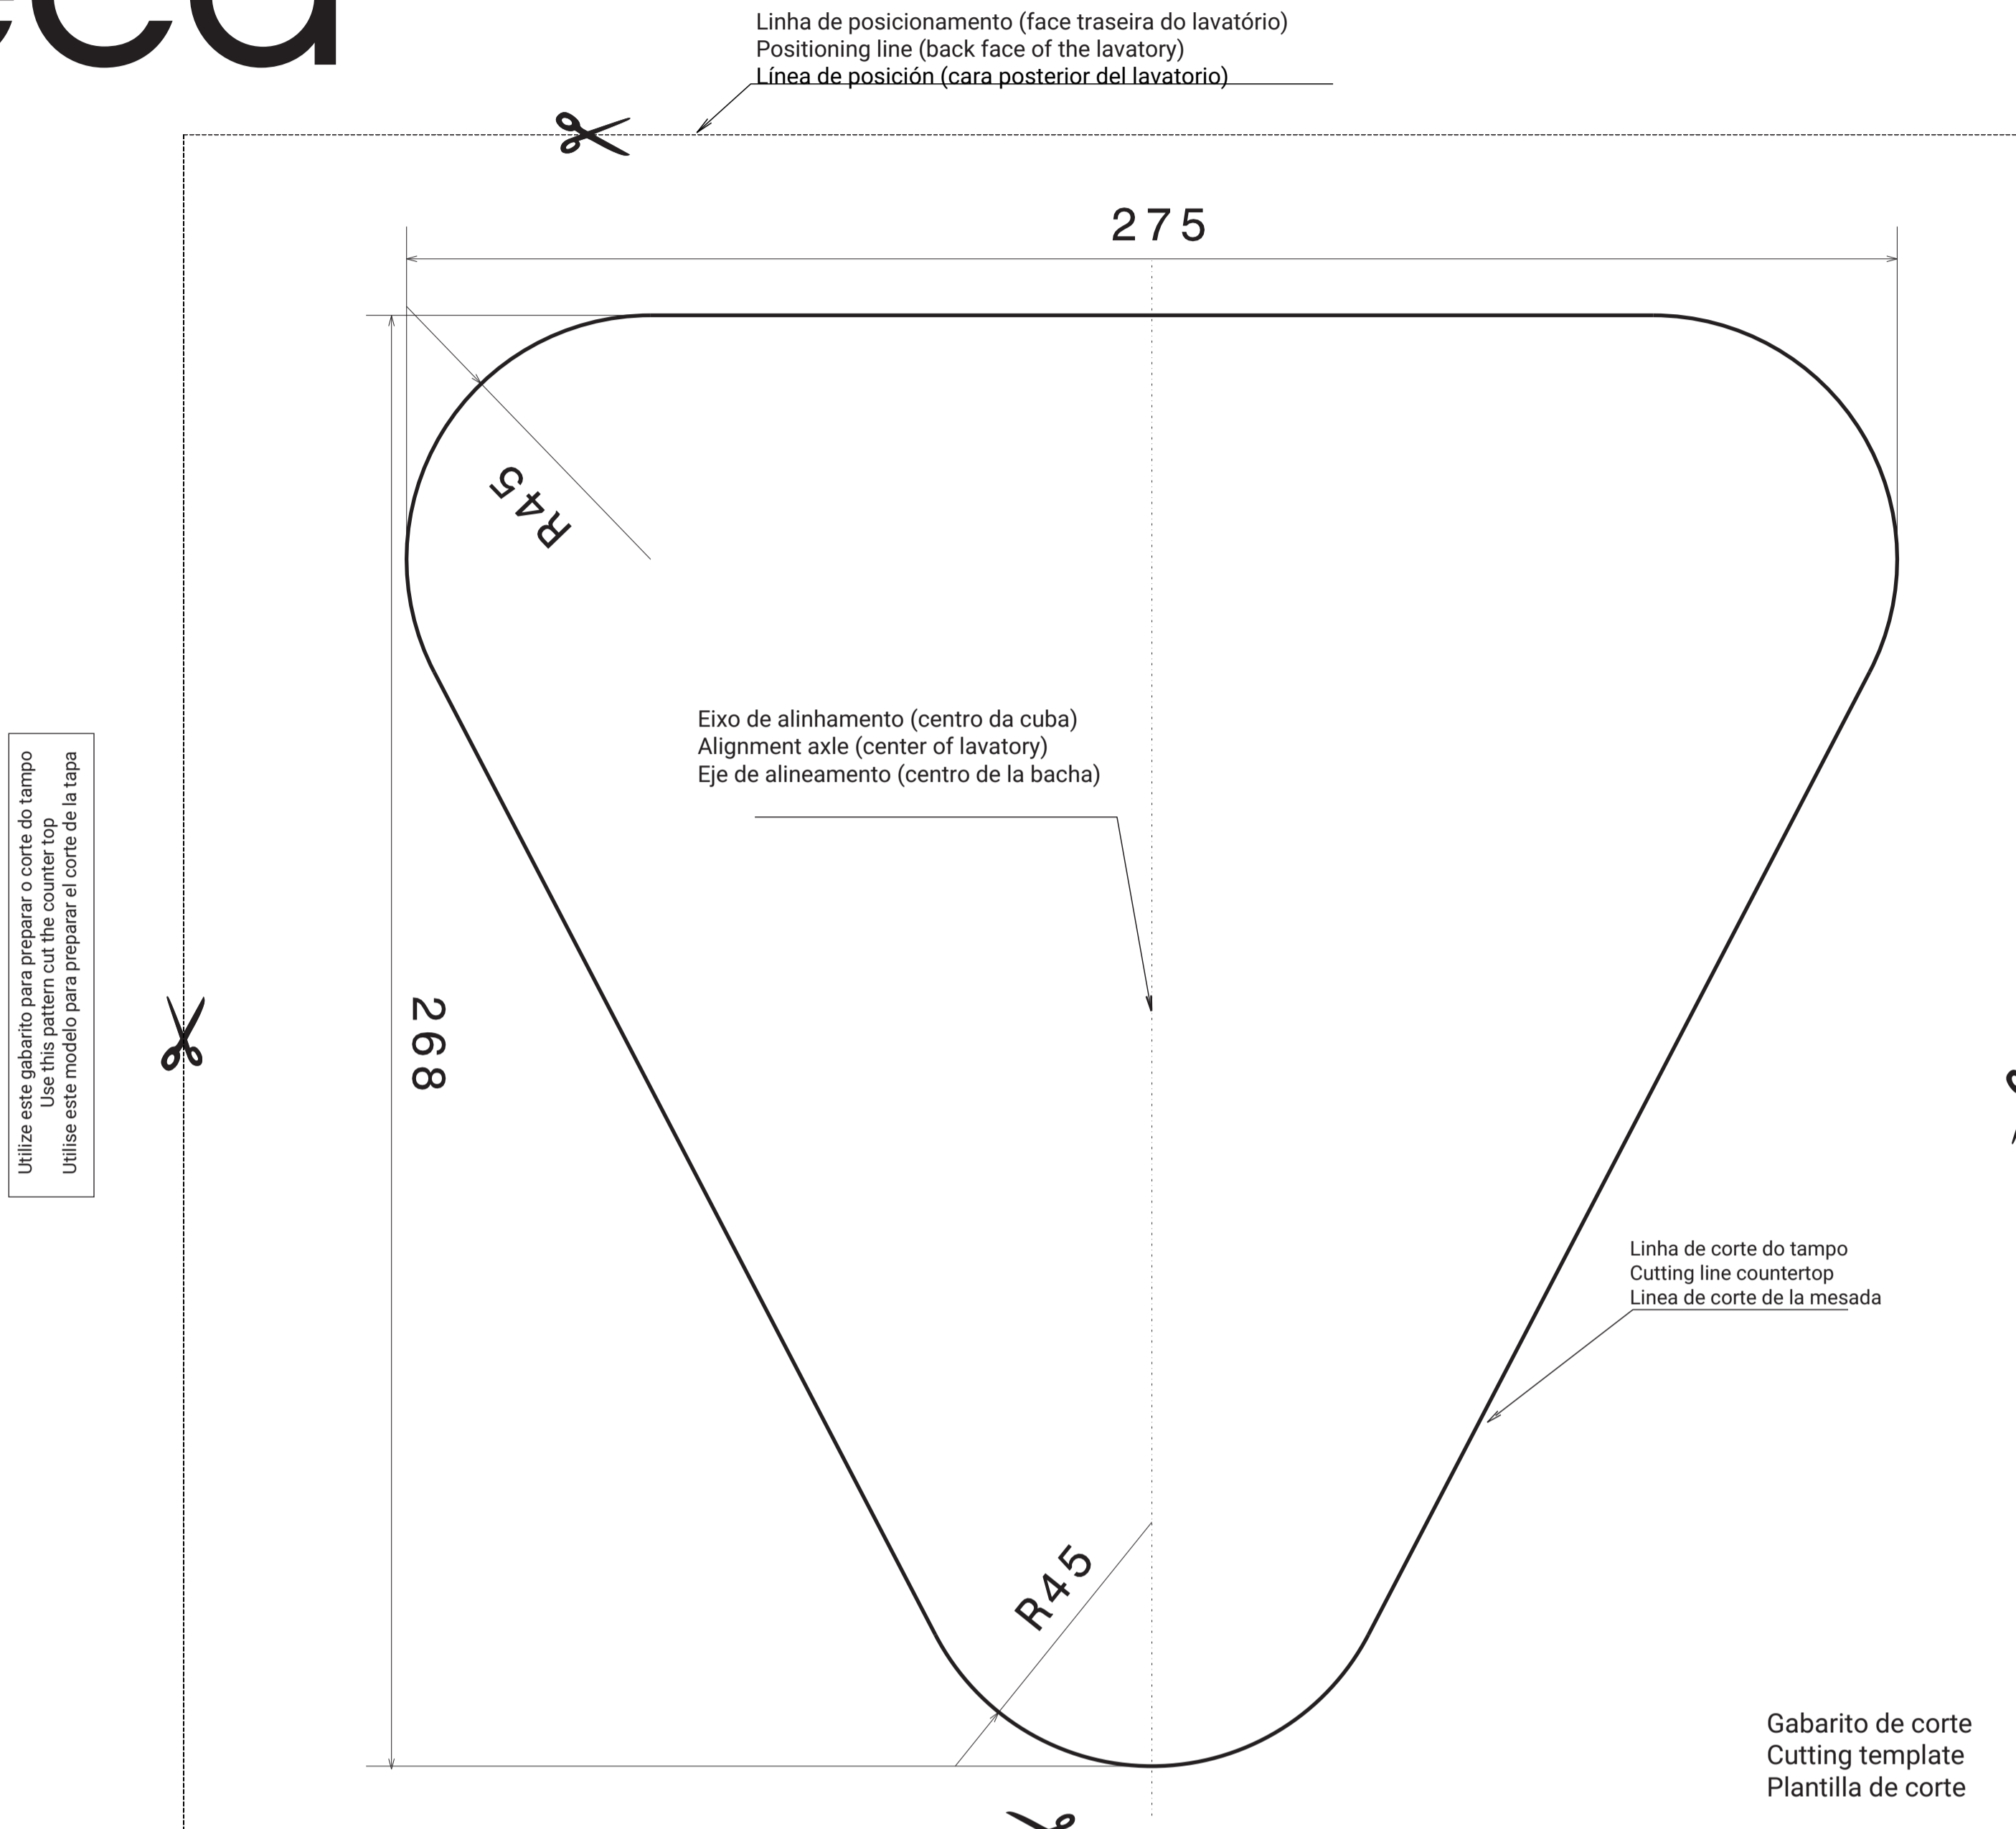 Linha de posicionamento (face traseira do lavatório)
Positioning line (back face of the lavatory)
Línea de posición (cara posterior del lavatorio)
275
R45
Eixo de alinhamento (centro da cuba)
Alignment axle (center of lavatory)
Eje de alineamento (centro de la bacha)
Utilize este gabarito para preparar o corte do tampo
Use this pattern cut the counter top
Utilise este modelo para preparar el corte de la tapa
268
Linha de corte do tampo
Cutting line countertop
Linea de corte de la mesada
R45
Gabarito de corte
Cutting template
Plantilla de corte